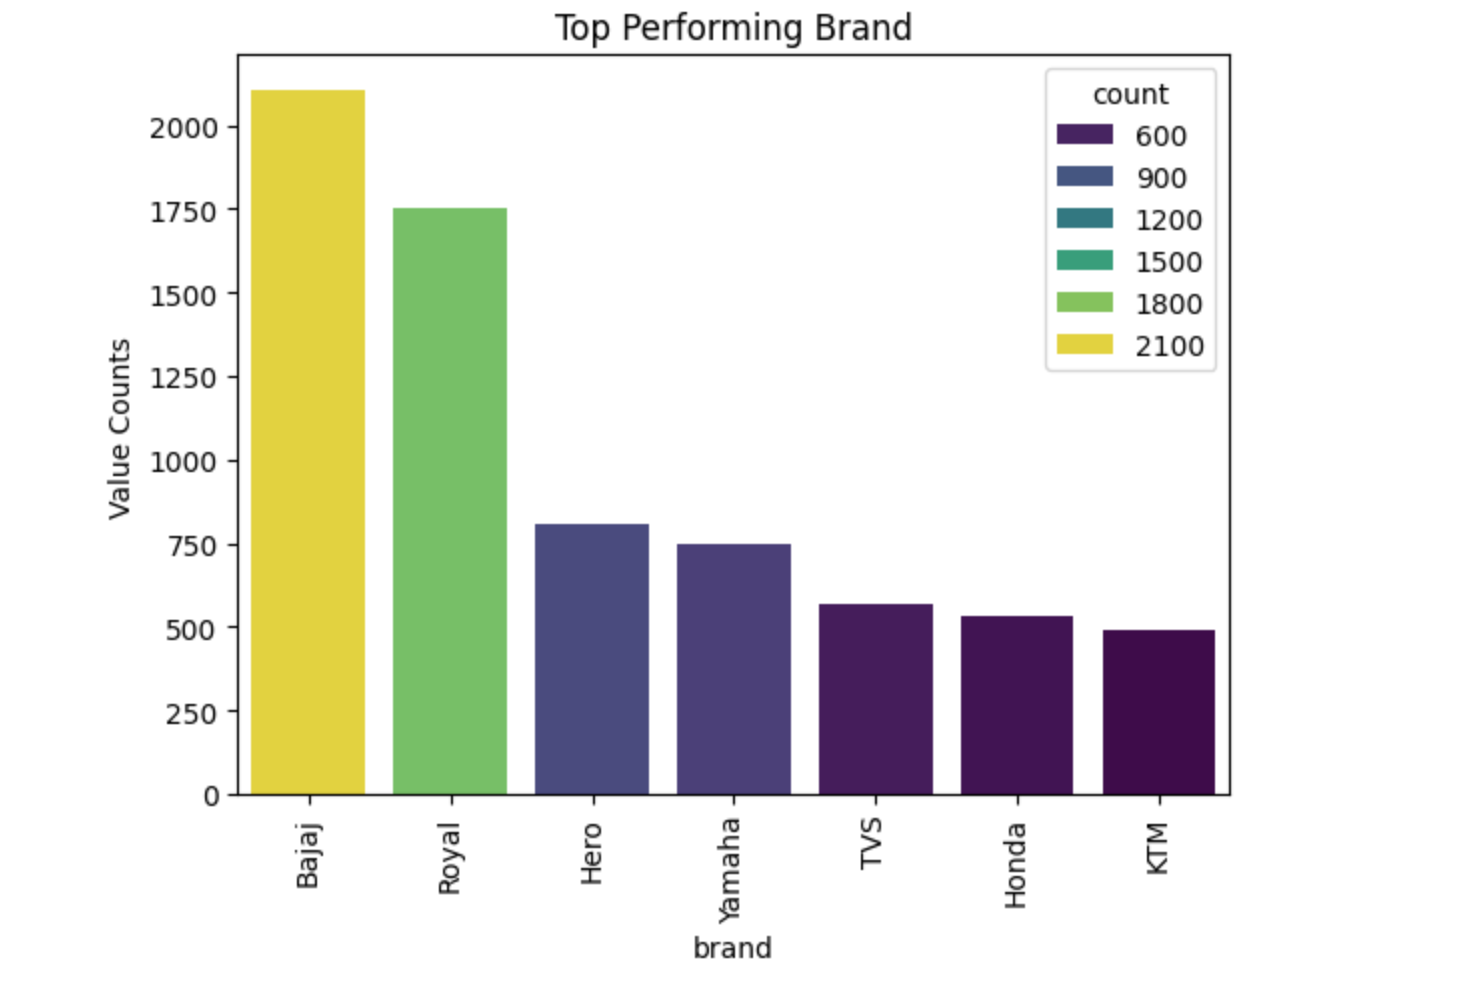 Top Performing Brand
count
600
900
1200
1500
1800
2100
Value Counts
2000
1750
1500
1250
1000
750
500
250
0
Bajaj
Royal
Hero
Yamaha
TVS
Honda
KTM
brand